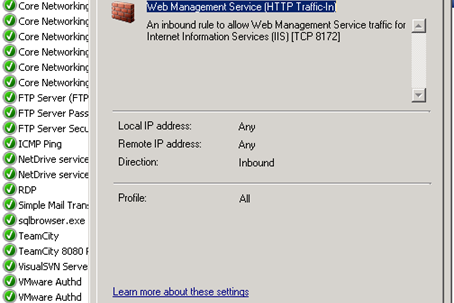 Core Networking
Core Networking
Core Networking
Core Networking
Core Networking
Core Networking
FTP Server (FTP
FTP Server Pass
FTP Server Secu
ICMP Ping
NetDrive service
NetDrive service
RDP
Simple Mail Trans
sqlbrowser.exe
TeamCity
TeamCity 8080 F
VisualSVN Serve
VMware Authd
VMware Authd
Web Management Service (HTTP Traffic-In)
An inbound rule to allow Web Management Service traffic for
Internet Information Services (IIS) [TCP 8172]
Local IP address: Any
Remote IP address: Any
Direction: Inbound
Profile: All
Learn more about these settings